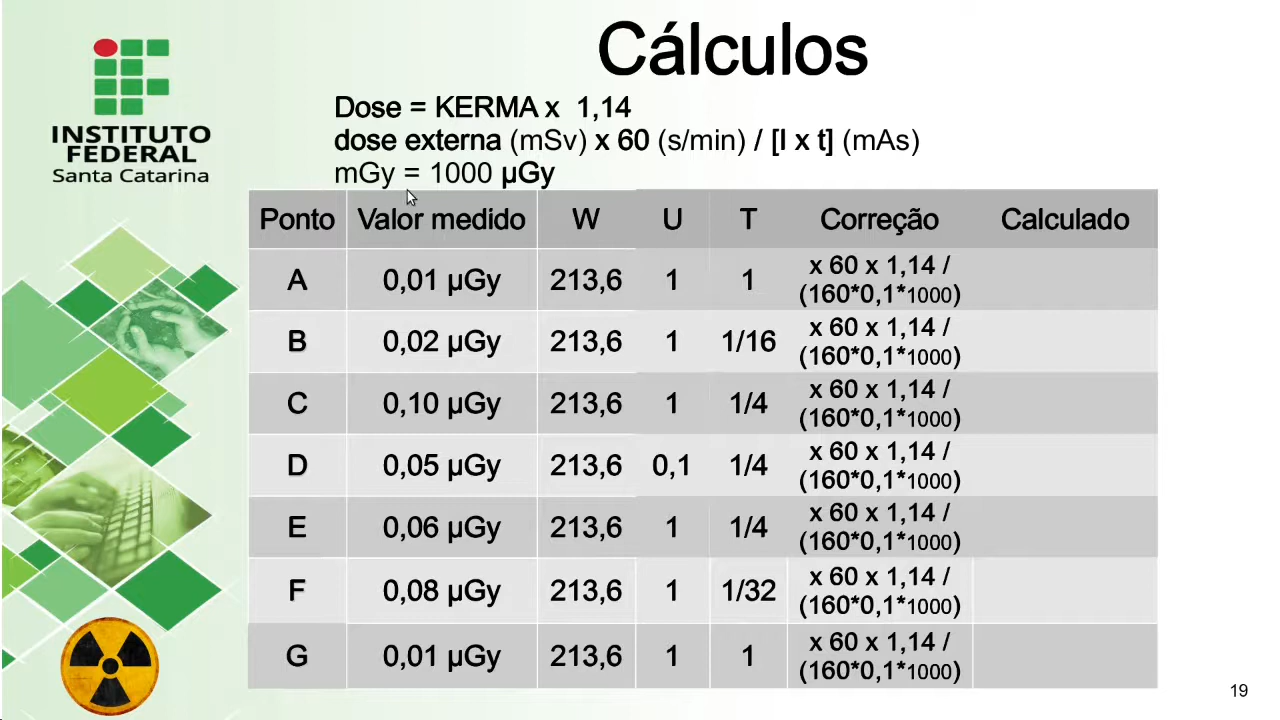 INSTITUTO
FEDERAL
Santa Catarina
Cálculos
Dose = KERMA x 1,14
dose externa (mSv) x 60 (s/min) / [I x t] (mAs)
mGy = 1000 µGy
Ponto Valor medido W U T Correção Calculado
A 0,01 µGy 213,6 1 1 x 60 x 1,14 /
(160*0,1*1000)
B 0,02 µGy 213,6 1 1/16 x 60 x 1,14 /
(160*0,1*1000)
C 0,10 µGy 213,6 1 1/4 x 60 x 1,14 /
(160*0,1*1000)
D 0,05 µGy 213,6 0,1 1/4 x 60 x 1,14 /
(160*0,1*1000)
E 0,06 µGy 213,6 1 1/4 x 60 x 1,14 /
(160*0,1*1000)
F 0,08 µGy 213,6 1 1/32 x 60 x 1,14 /
(160*0,1*1000)
G 0,01 µGy 213,6 1 1 x 60 x 1,14 /
(160*0,1*1000)
19